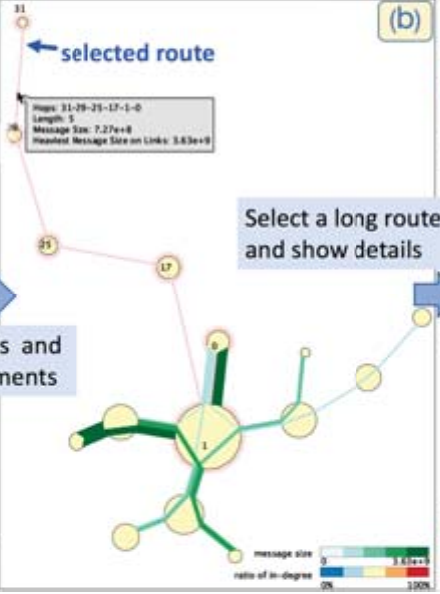 31
(b)
selected route
Hops: 31-29-25-17-1-0
Length: 5
Message Size: 7.27e+8
Heaviest Message Size on Links: 3.63e+9
25
17
Select a long route
and show details
s and
ments
0
1
message size
0 3.63e+9
ratio of in-degree
0% 100%